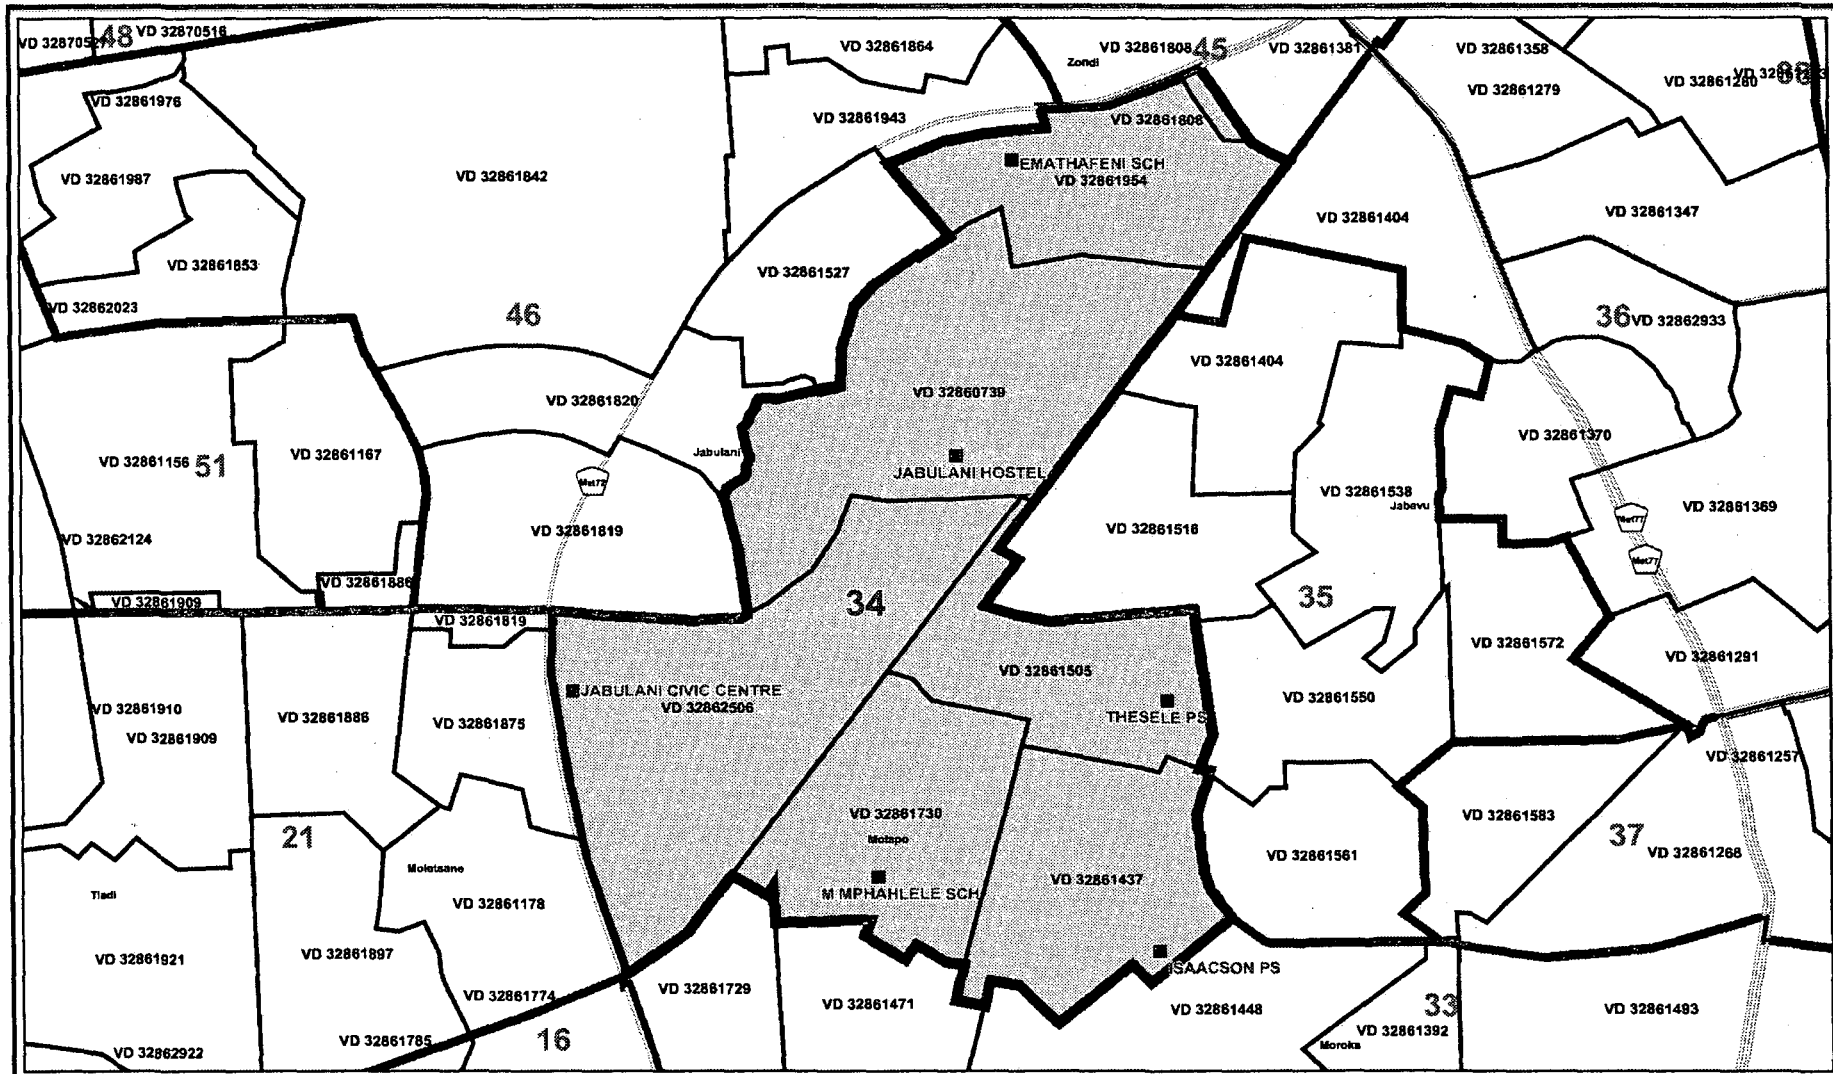 48
VD 32870516
VD 32861864
VD 32861808
45
VD 32861381
VD 32861358
Zondi
VD 32861280
VD 32861279
VD 32861976
VD 32861943
VD 32861808
EMATHAFENI SCH
VD 32861954
VD 32861987
VD 32861842
VD 32861404
VD 32861347
VD 32861853
VD 32861527
VD 32862023
46
36
VD 32862933
VD 32861404
VD 32860739
VD 32861820
VD 32861370
Jabulani
VD 32861156
51
VD 32861167
JABULANI HOSTEL
Met72
VD 32861538
Jabavu
VD 32861369
Met77
VD 32861819
VD 32861516
VD 32862124
Met77
VD 32861886
VD 32861909
34
35
VD 32861819
VD 32861572
VD 32861291
VD 32861505
JABULANI CIVIC CENTRE
VD 32862506
VD 32861550
VD 32861910
VD 32861886
VD 32861875
THESELE PS
VD 32861909
VD 32861257
VD 32861730
VD 32861583
21
Motapo
37
VD 32861268
VD 32861561
Moletsane
VD 32861437
Tladi
M MPHAHLELE SCH
VD 32861178
VD 32861921
VD 32861897
ISAACSON PS
VD 32861774
VD 32861729
VD 32861471
VD 32861448
33
VD 32861493
VD 32861392
VD 32861785
16
Moroka
VD 32862922